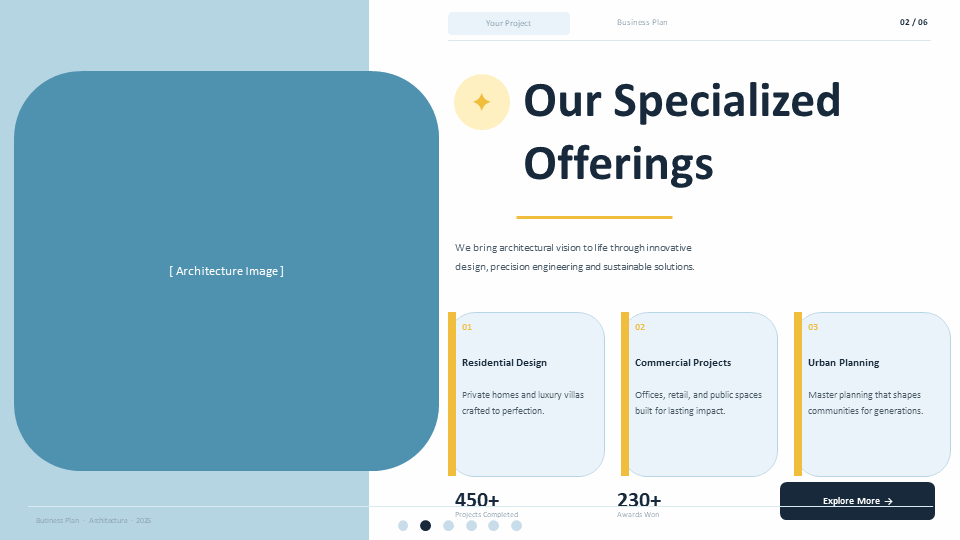 Your Project
Business Plan
02 / 06
✦
Our Specialized
Offerings
We bring architectural vision to life through innovative
design, precision engineering and sustainable solutions.
[ Architecture Image ]
01
Residential Design
Private homes and luxury villas
crafted to perfection.
02
Commercial Projects
Offices, retail, and public spaces
built for lasting impact.
03
Urban Planning
Master planning that shapes
communities for generations.
450+
Projects Completed
230+
Awards Won
Explore More →
Business Plan - Architecture - 2025